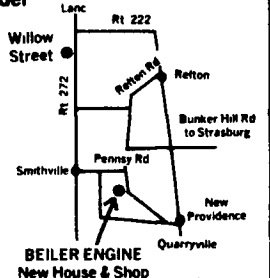 Lanc
Rt 222
Willow
Street
Refton Rd
Refton
Rt 272
Bunker Hill Rd
to Strasburg
Pennsy Rd
Smithville
New
Providence
BEILER ENGINE
Quarryville
New House & Shop